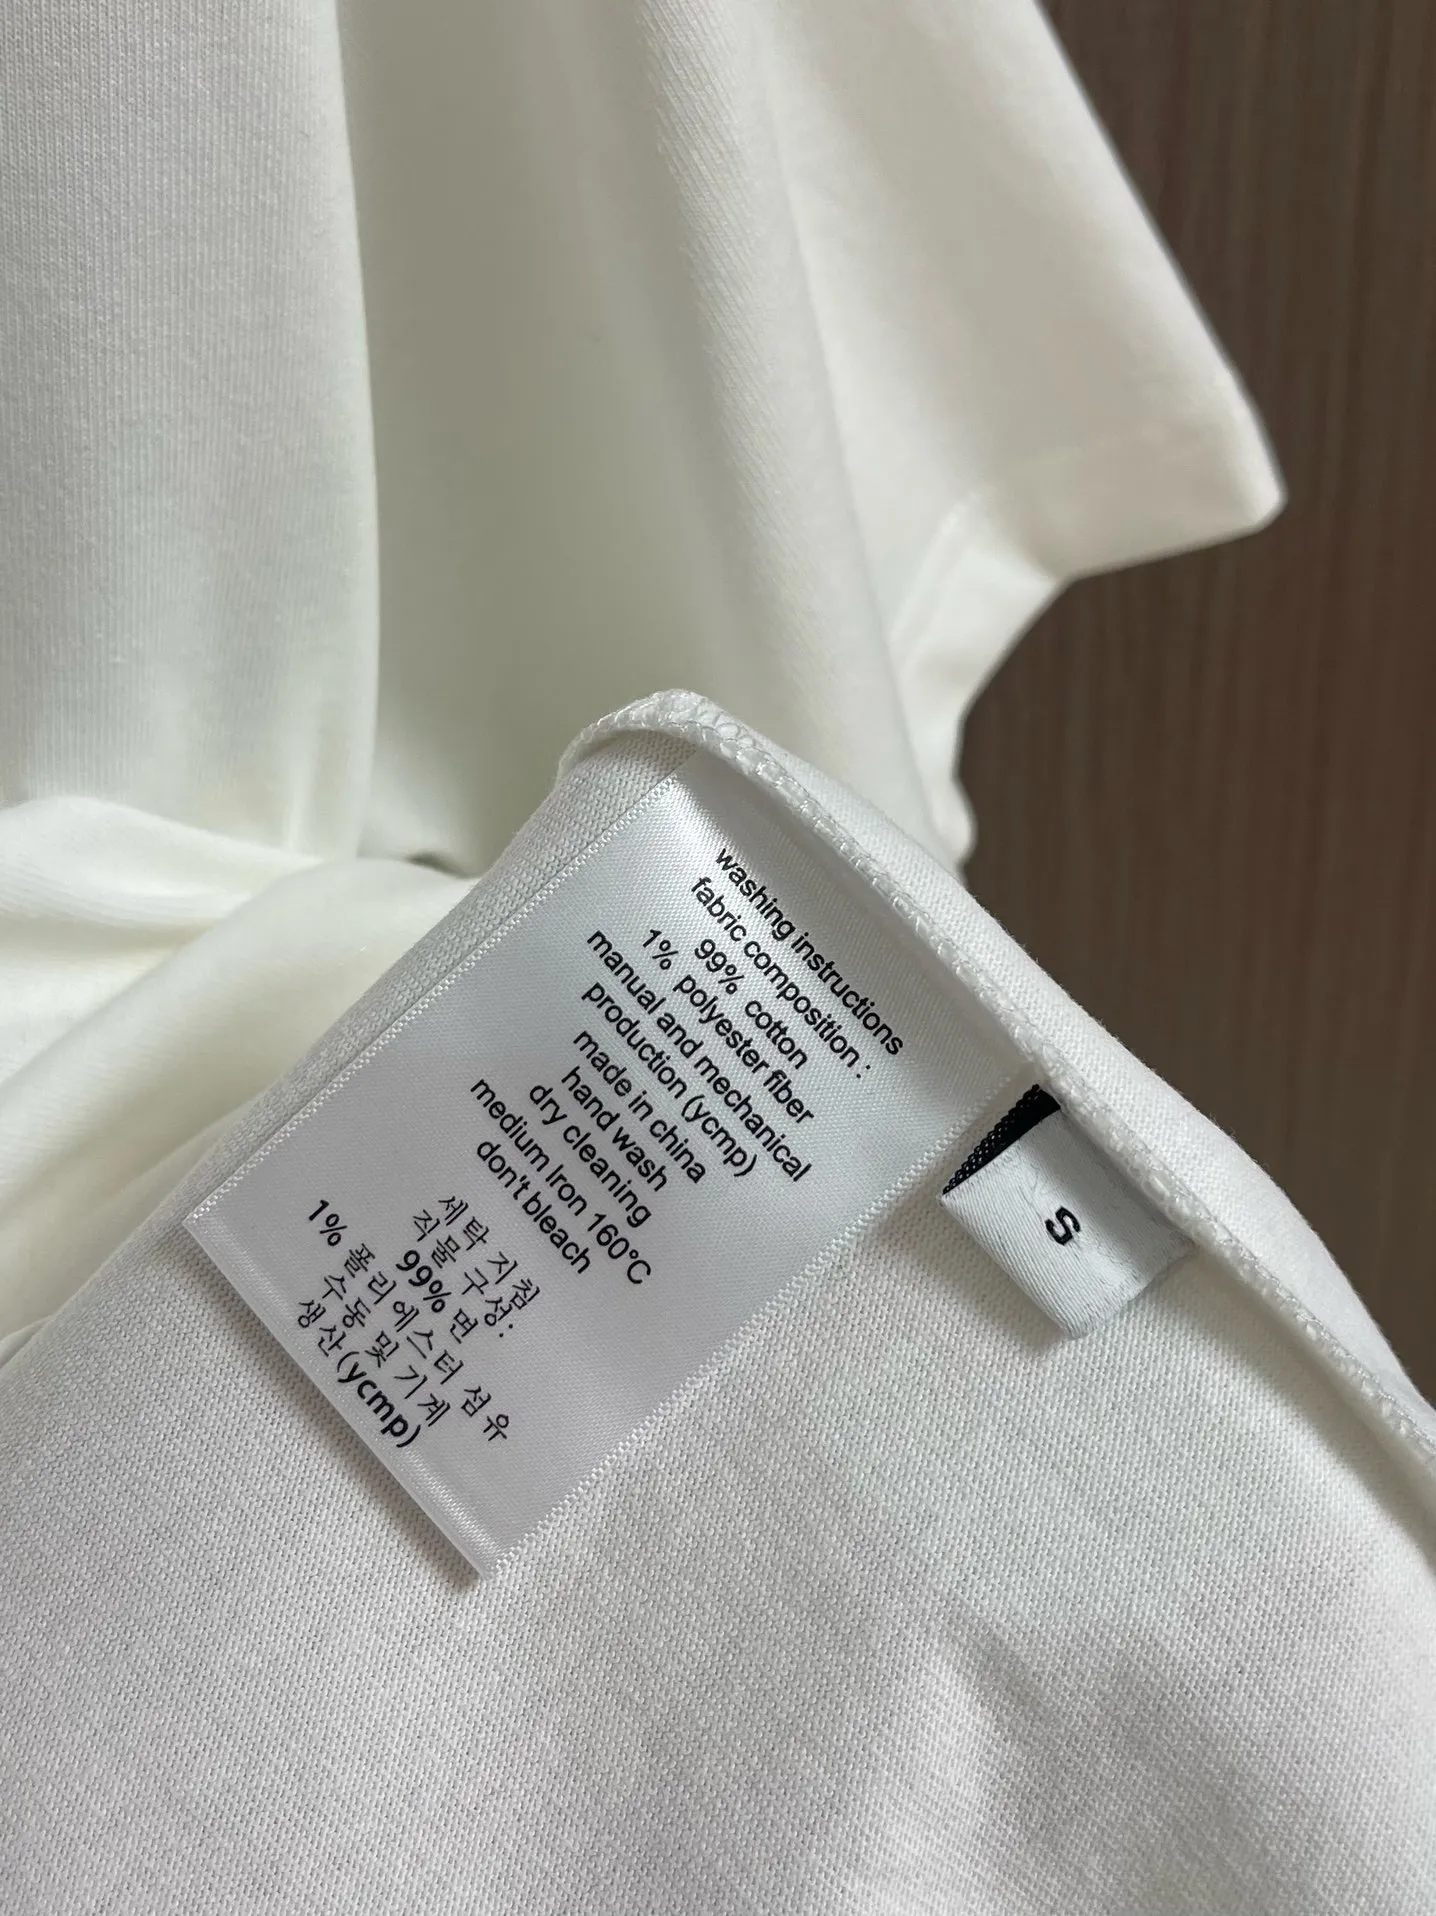 washing instructions
fabric composition :
99% cotton
1% polyester fiber
manual and mechanical
production (ycmp)
made in china
hand wash
dry cleaning
medium Iron 160°C
don't bleach
세탁 지침
직물 구성:
99% 면
1% 폴리에스터 섬유
수동 및 기계
생산(ycmp)
S